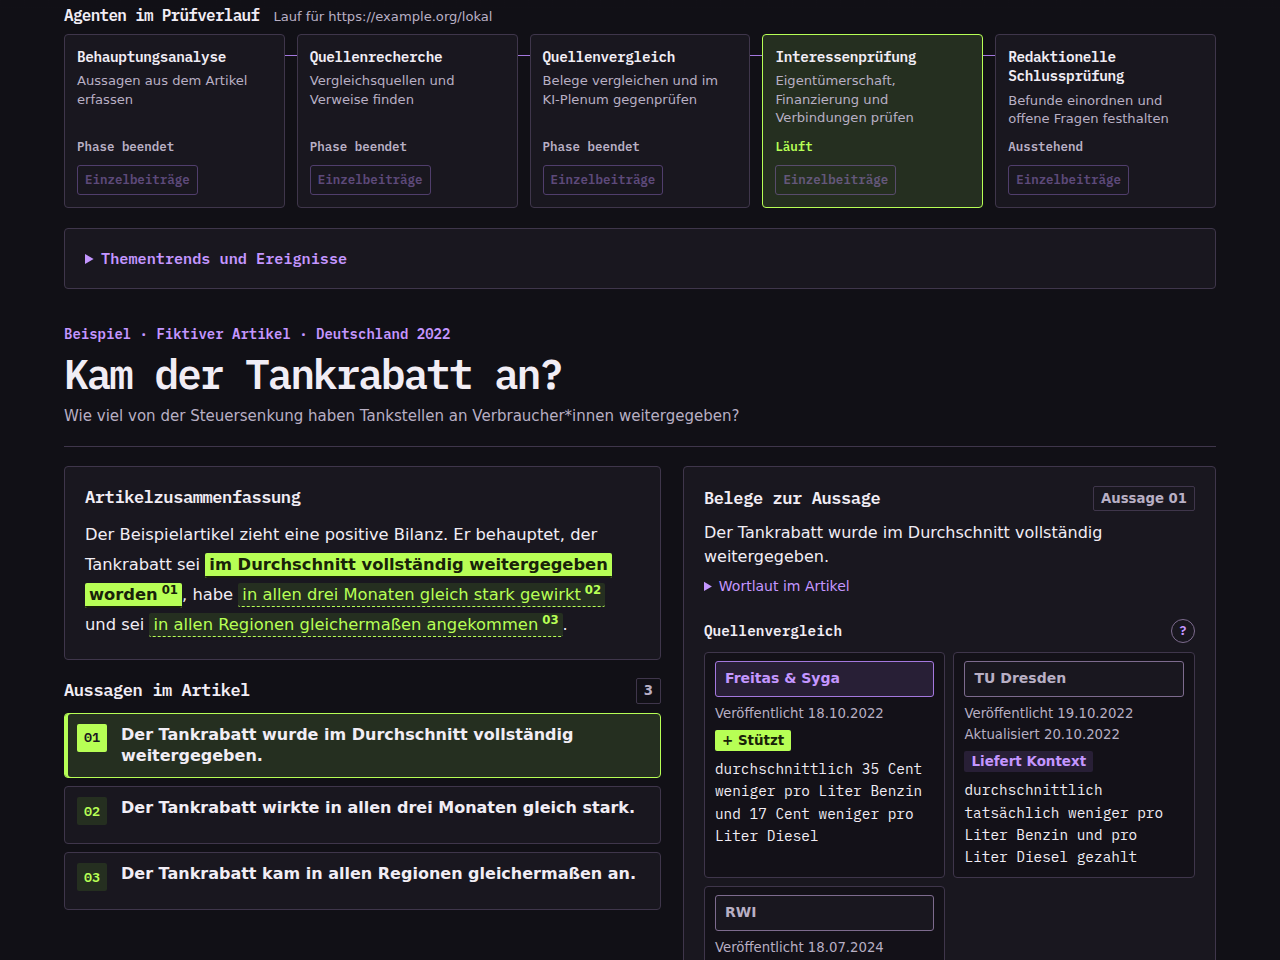 Agenten im Prüfverlauf Lauf für https://example.org/lokal
Behauptungsanalyse
Aussagen aus dem Artikel
erfassen
Phase beendet
Einzelbeiträge
Quellenrecherche
Vergleichsquellen und
Verweise finden
Phase beendet
Einzelbeiträge
Quellenvergleich
Belege vergleichen und im
KI-Plenum gegenprüfen
Phase beendet
Einzelbeiträge
Interessenprüfung
Eigentümerschaft,
Finanzierung und
Verbindungen prüfen
Läuft
Einzelbeiträge
Redaktionelle
Schlussprüfung
Befunde einordnen und
offene Fragen festhalten
Ausstehend
Einzelbeiträge
Thementrends und Ereignisse
Beispiel · Fiktiver Artikel · Deutschland 2022
Kam der Tankrabatt an?
Wie viel von der Steuersenkung haben Tankstellen an Verbraucher*innen weitergegeben?
Artikelzusammenfassung
Der Beispielartikel zieht eine positive Bilanz. Er behauptet, der
Tankrabatt sei im Durchschnitt vollständig weitergegeben
worden 01, habe in allen drei Monaten gleich stark gewirkt 02
und sei in allen Regionen gleichermaßen angekommen 03.
Aussagen im Artikel 3
01 Der Tankrabatt wurde im Durchschnitt vollständig
weitergegeben.
02 Der Tankrabatt wirkte in allen drei Monaten gleich stark.
03 Der Tankrabatt kam in allen Regionen gleichermaßen an.
Belege zur Aussage Aussage 01
Der Tankrabatt wurde im Durchschnitt vollständig
weitergegeben.
Wortlaut im Artikel
Quellenvergleich ?
Freitas & Syga
Veröffentlicht 18.10.2022
+ Stützt
durchschnittlich 35 Cent
weniger pro Liter Benzin
und 17 Cent weniger pro
Liter Diesel
TU Dresden
Veröffentlicht 19.10.2022
Aktualisiert 20.10.2022
Liefert Kontext
durchschnittlich
tatsächlich weniger pro
Liter Benzin und pro
Liter Diesel gezahlt
RWI
Veröffentlicht 18.07.2024